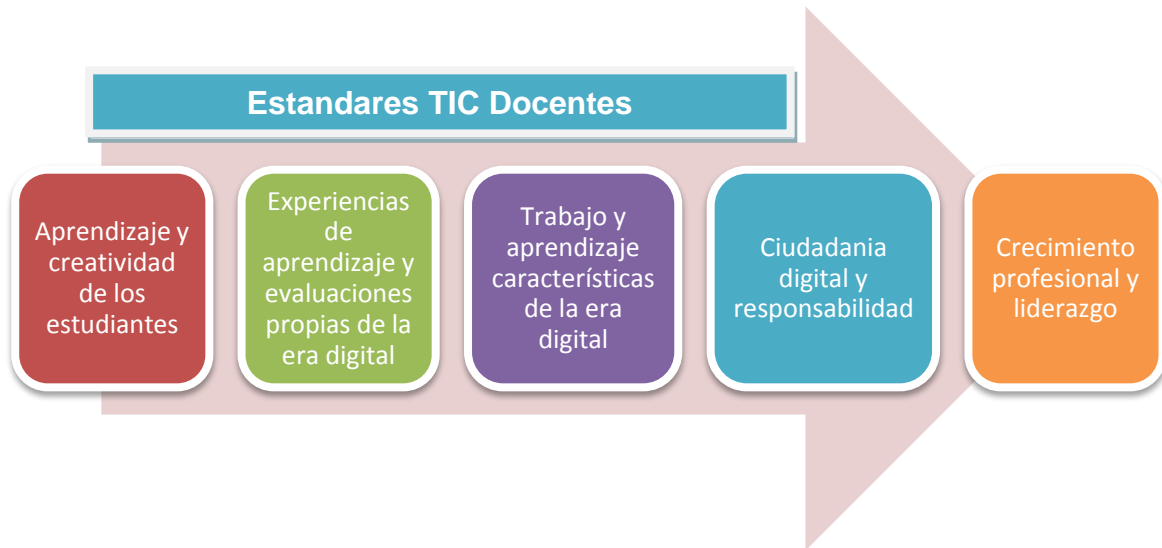 Estandares TIC Docentes
Aprendizaje y
creatividad
de los
estudiantes
Experiencias
de
aprendizaje y
evaluaciones
propias de la
era digital
Trabajo y
aprendizaje
características
de la era
digital
Ciudadania
digital y
responsabilidad
Crecimiento
profesional y
liderazgo